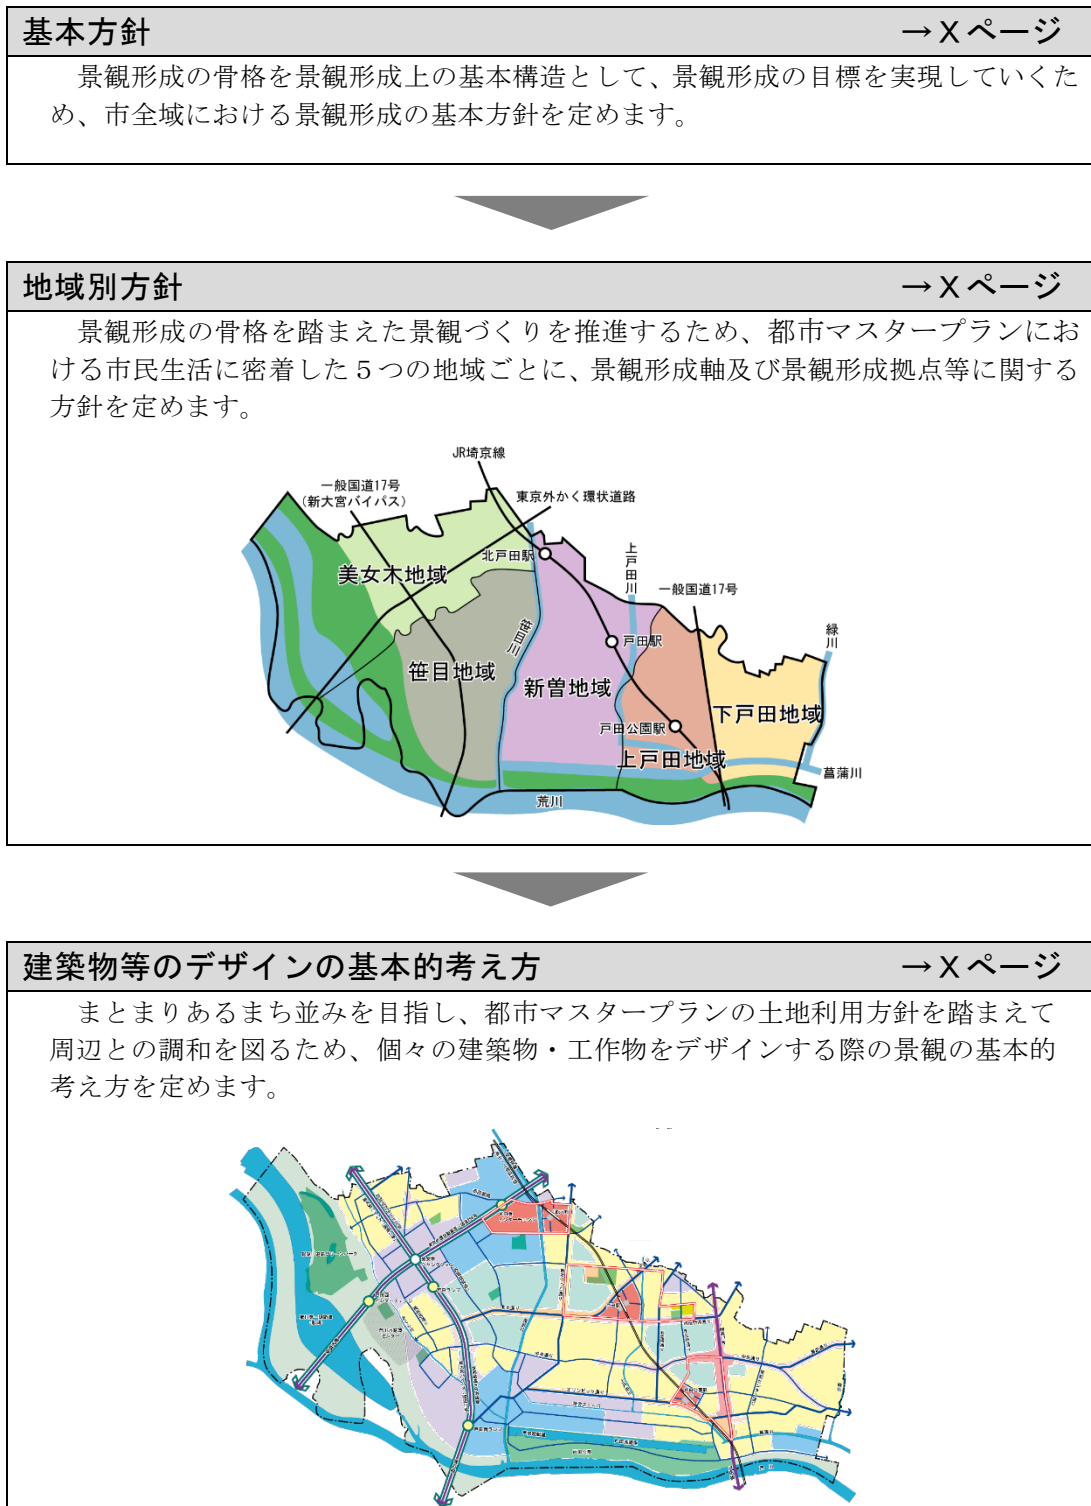 基本方針 →Xページ
景観形成の骨格を景観形成上の基本構造として、景観形成の目標を実現していくた
め、市全域における景観形成の基本方針を定めます。
地域別方針 →Xページ
景観形成の骨格を踏まえた景観づくりを推進するため、都市マスタープランにお
ける市民生活に密着した５つの地域ごとに、景観形成軸及び景観形成拠点等に関する
方針を定めます。
JR埼京線
一般国道17号
(新大宮バイパス)
東京外かく環状道路
北戸田駅
上戸田川
一般国道17号
美女木地域
笹目川
戸田駅
緑川
笹目地域
新曽地域
下戸田地域
戸田公園駅
上戸田地域
菖蒲川
荒川
建築物等のデザインの基本的考え方 →Xページ
まとまりあるまち並みを目指し、都市マスタープランの土地利用方針を踏まえて
周辺との調和を図るため、個々の建築物・工作物をデザインする際の景観の基本的
考え方を定めます。